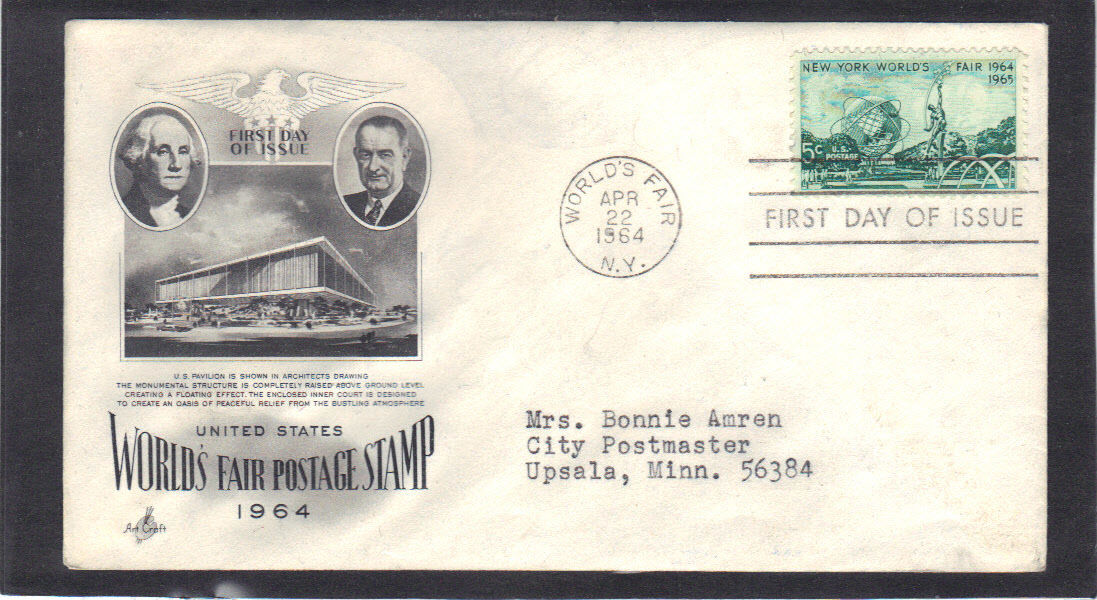 FIRST DAY
OF ISSUE
U.S. PAVILION IS SHOWN IN ARCHITECTS DRAWING
THE MONUMENTAL STRUCTURE IS COMPLETELY RAISED ABOVE GROUND LEVEL
CREATING A FLOATING EFFECT. THE ENCLOSED INNER COURT IS DESIGNED
TO CREATE AN OASIS OF PEACEFUL RELIEF FROM THE BUSTLING ATMOSPHERE
UNITED STATES
WORLD'S FAIR POSTAGE STAMP
1964
Art Craft
WORLD'S FAIR
APR
22
1964
N.Y.
NEW YORK WORLD'S FAIR 1964
1965
5c U.S.
POSTAGE
FIRST DAY OF ISSUE
Mrs. Bonnie Amren
City Postmaster
Upsala, Minn. 56384